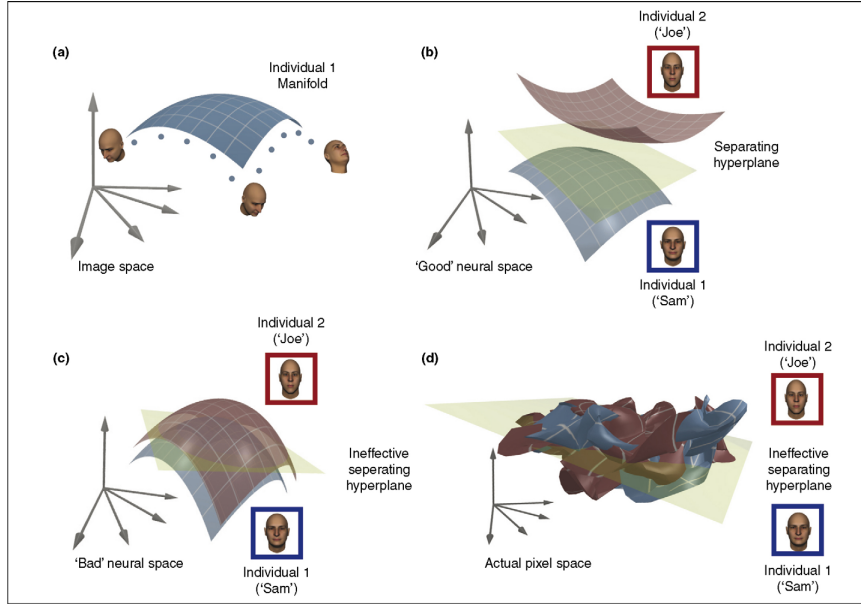 (a)
Individual 1
Manifold
Image space
(b)
Individual 2
(‘Joe’)
Separating
hyperplane
‘Good’ neural space
Individual 1
(‘Sam’)
(c)
Individual 2
(‘Joe’)
Ineffective
seperating
hyperplane
‘Bad’ neural space
Individual 1
(‘Sam’)
(d)
Individual 2
(‘Joe’)
Ineffective
separating
hyperplane
Actual pixel space
Individual 1
(‘Sam’)